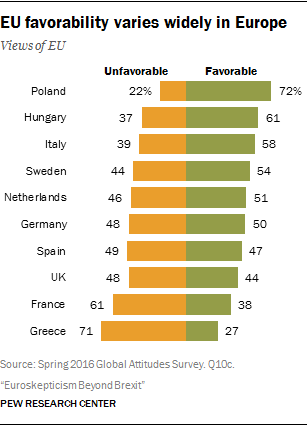 EU favorability varies widely in Europe
Views of EU
Unfavorable Favorable
Poland 22% 72%
Hungary 37 61
Italy 39 58
Sweden 44 54
Netherlands 46 51
Germany 48 50
Spain 49 47
UK 48 44
France 61 38
Greece 71 27
Source: Spring 2016 Global Attitudes Survey. Q10c.
“Euroskepticism Beyond Brexit”
PEW RESEARCH CENTER